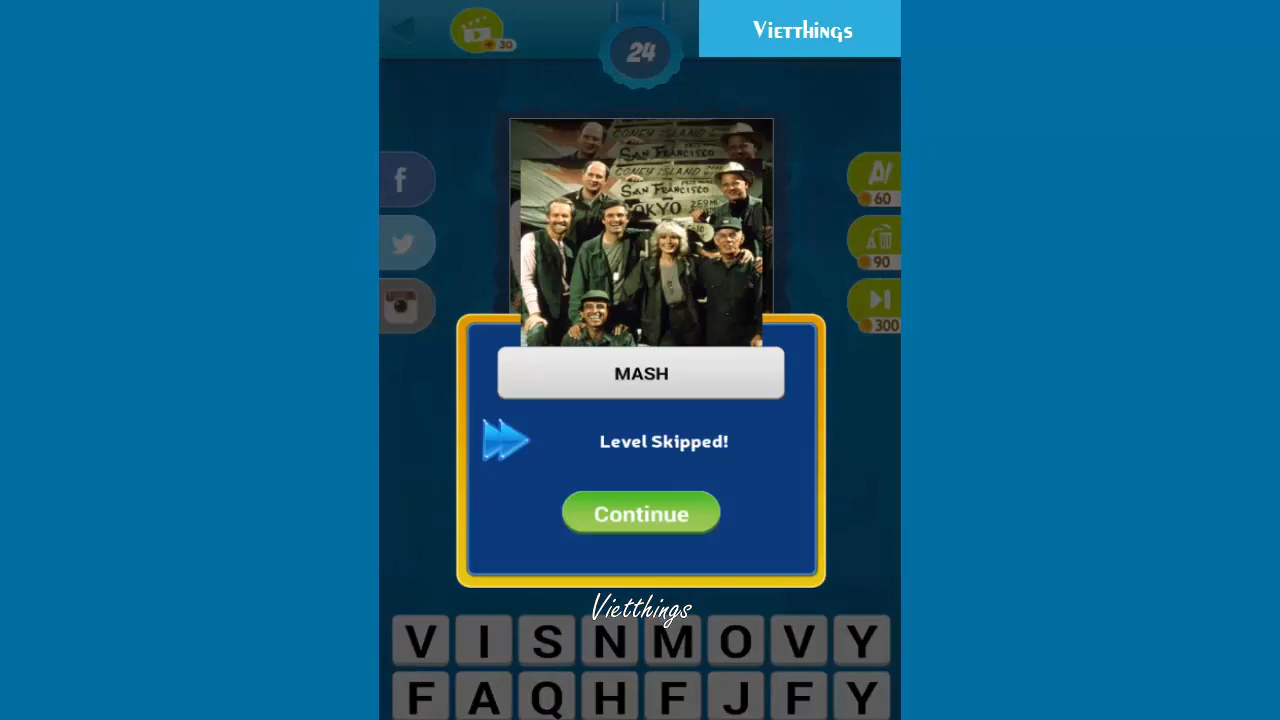 30
24
Vietthings
CONEY ISLAND
SAN FRANCISCO
CONEY ISLAND
SAN FRANCISCO
TOKYO
f
A
60
A
90
300
MASH
Level Skipped!
Continue
Vietthings
V I S N M O V Y
F A Q H F J F Y